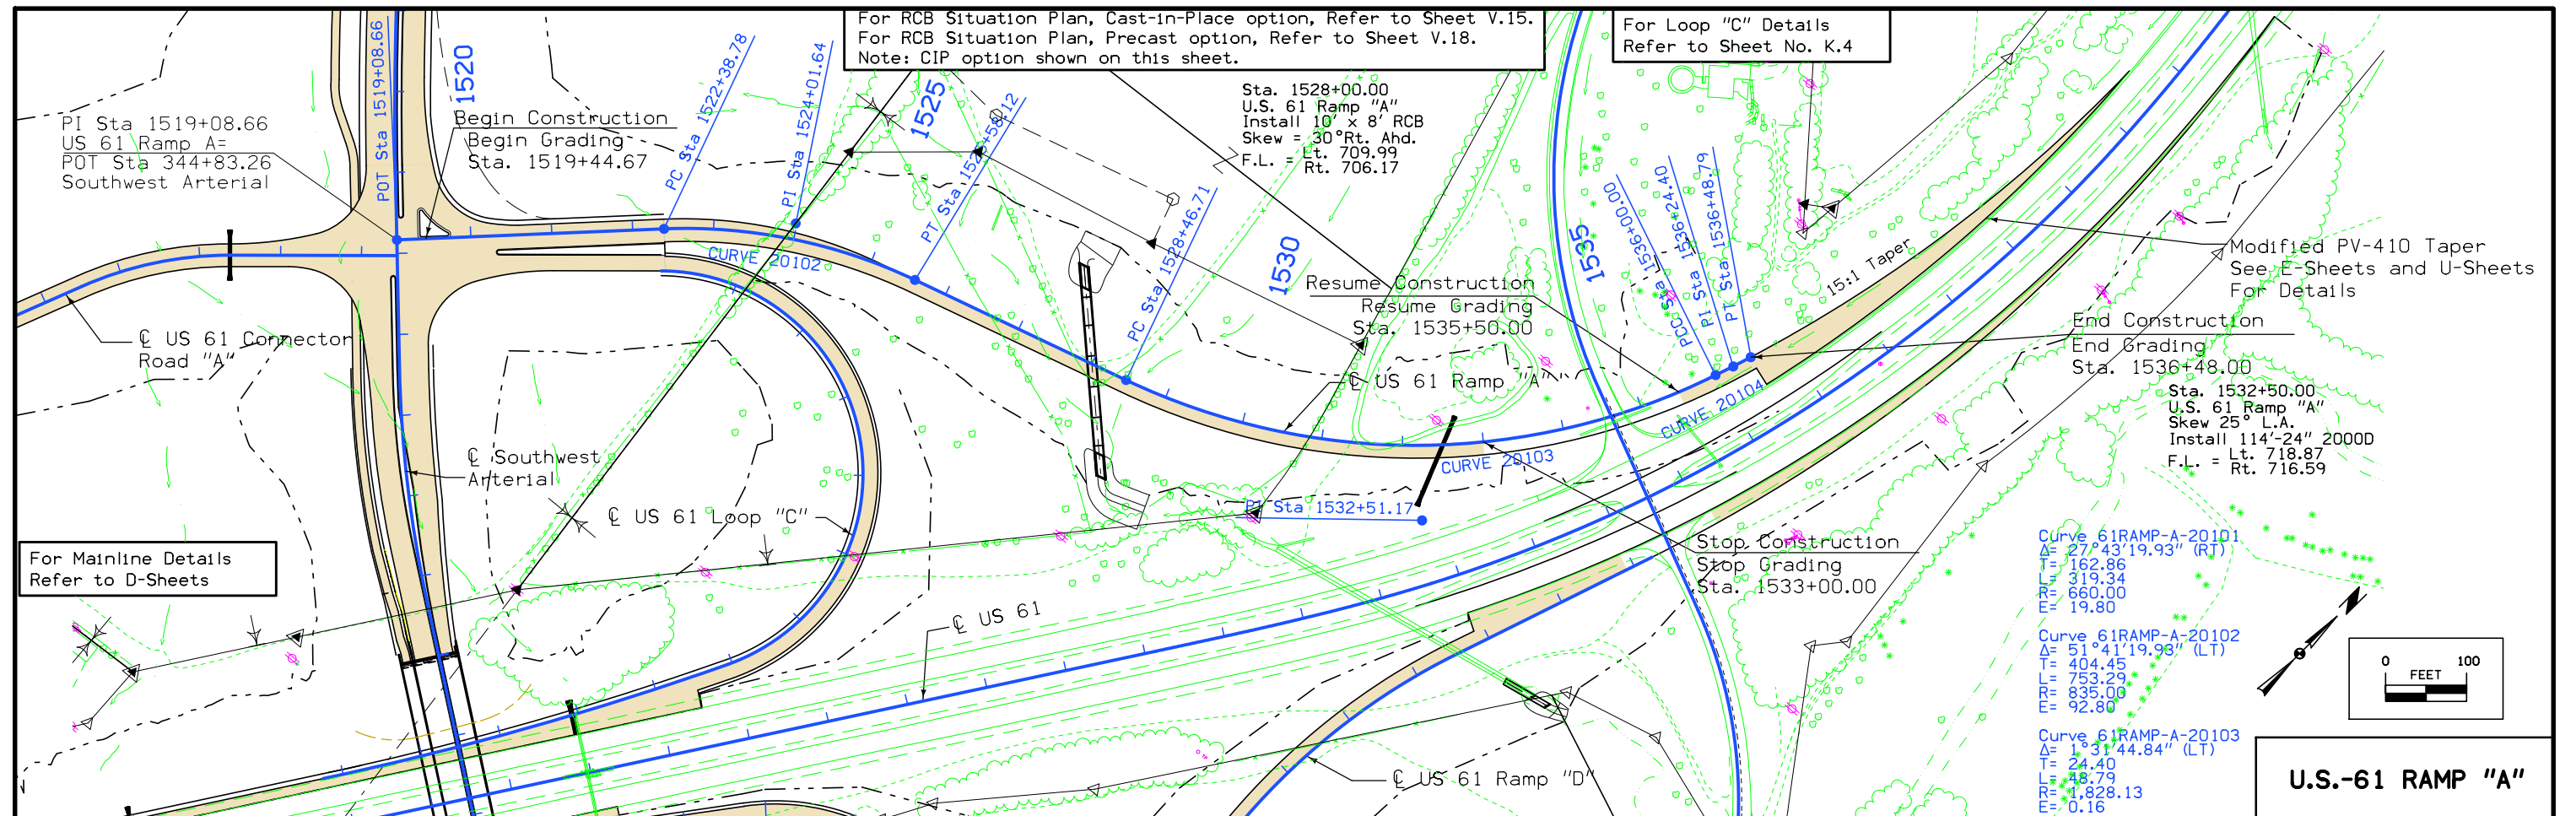 For RCB Situation Plan, Cast-in-Place option, Refer to Sheet V.15.
For RCB Situation Plan, Precast option, Refer to Sheet V.18.
Note: CIP option shown on this sheet.
For Loop "C" Details
Refer to Sheet No. K.4
PI Sta 1519+08.66
US 61 Ramp A=
POT Sta 344+83.26
Southwest Arterial
POT Sta 1519+08.66
1520
Begin Construction
Begin Grading
Sta. 1519+44.67
PC Sta 1522+38.78
PI Sta 1524+01.64
1525
PT Sta 1525+58.12
Sta. 1528+00.00
U.S. 61 Ramp "A"
Install 10' x 8' RCB
Skew = 30° Rt. Ahd.
F.L. = Lt. 709.99
Rt. 706.17
PC Sta 1528+46.71
1530
1535
PCC Sta 1536+00.00
PI Sta 1536+24.40
PT Sta 1536+48.79
15:1 Taper
Modified PV-410 Taper
See E-Sheets and U-Sheets
For Details
CURVE 20102
Resume Construction
Resume Grading
Sta. 1535+50.00
End Construction
End Grading
Sta. 1536+48.00
℄ US 61 Connector
Road "A"
℄ US 61 Ramp "A"
CURVE 20104
Sta. 1532+50.00
U.S. 61 Ramp "A"
Skew 25° L.A.
Install 114'-24" 2000D
F.L. = Lt. 718.87
Rt. 716.59
℄ Southwest
Arterial
CURVE 20103
PI Sta 1532+51.17
℄ US 61 Loop "C"
Stop Construction
Stop Grading
Sta. 1533+00.00
For Mainline Details
Refer to D-Sheets
℄ US 61
Curve 61RAMP-A-20101
Δ= 27°43'19.93" (RT)
T= 162.86
L= 319.34
R= 660.00
E= 19.80
Curve 61RAMP-A-20102
Δ= 51°41'19.93" (LT)
T= 404.45
L= 753.29
R= 835.00
E= 92.80
Curve 61RAMP-A-20103
Δ= 1°31'44.84" (LT)
T= 24.40
L= 48.79
R= 1,828.13
E= 0.16
0 100
FEET
℄ US 61 Ramp "D"
U.S.-61 RAMP "A"